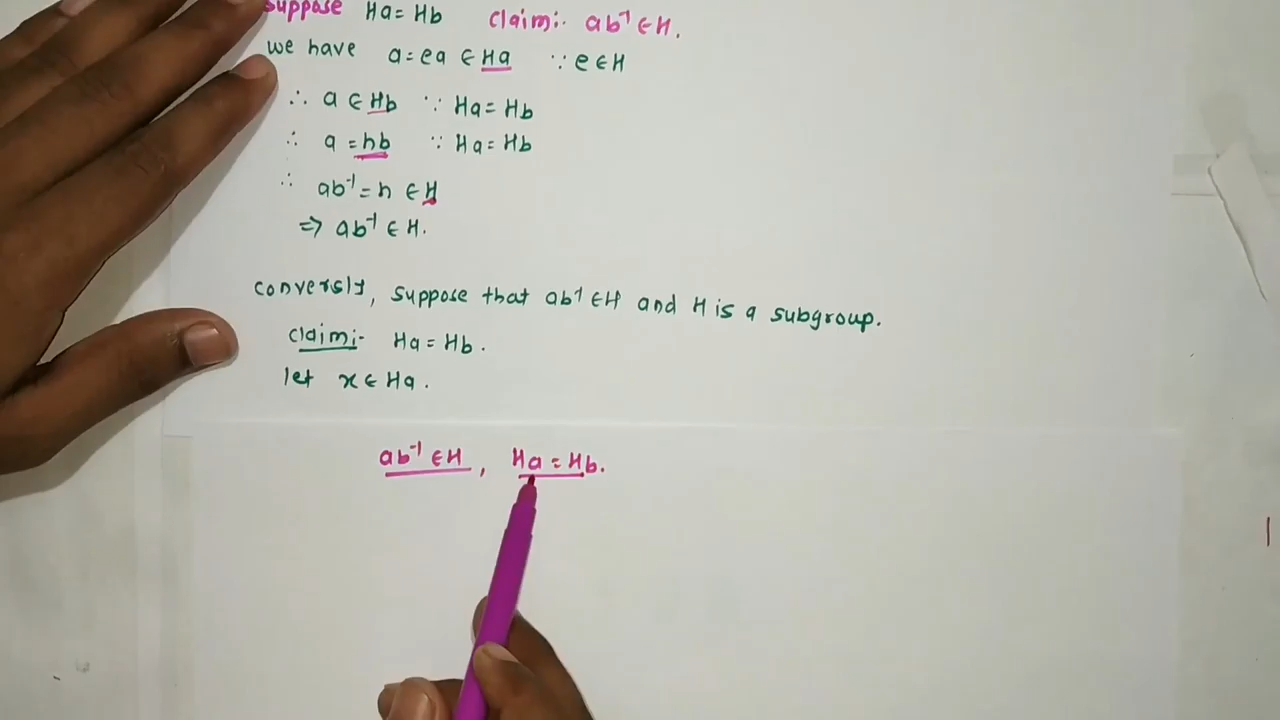 suppose Ha = Hb claim:- ab⁻¹ ∈ H.
we have a = ea ∈ Ha ∵ e ∈ H
∴ a ∈ Hb ∵ Ha = Hb
∴ a = hb ∵ Ha = Hb
∴ ab⁻¹ = h ∈ H
⇒ ab⁻¹ ∈ H.
conversly, suppose that ab⁻¹ ∈ H and H is a subgroup.
claim:- Ha = Hb.
let x ∈ Ha.
ab⁻¹ ∈ H, Ha = Hb.